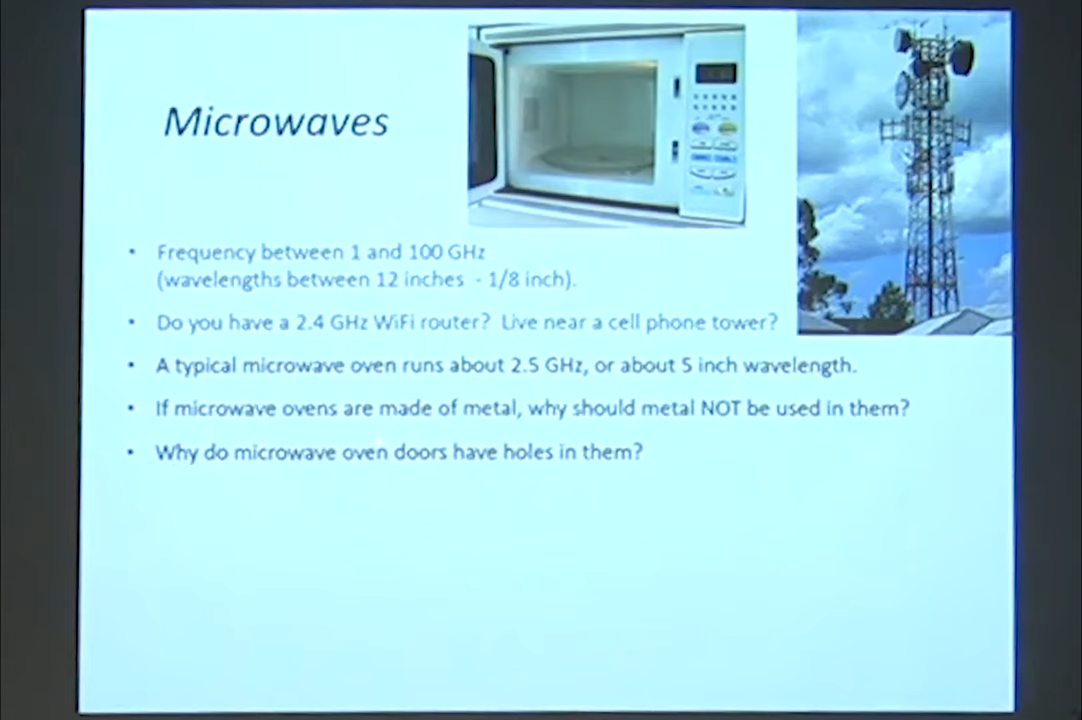 Microwaves
• Frequency between 1 and 100 GHz
(wavelengths between 12 inches - 1/8 inch).
• Do you have a 2.4 GHz WiFi router? Live near a cell phone tower?
• A typical microwave oven runs about 2.5 GHz, or about 5 inch wavelength.
• If microwave ovens are made of metal, why should metal NOT be used in them?
• Why do microwave oven doors have holes in them?